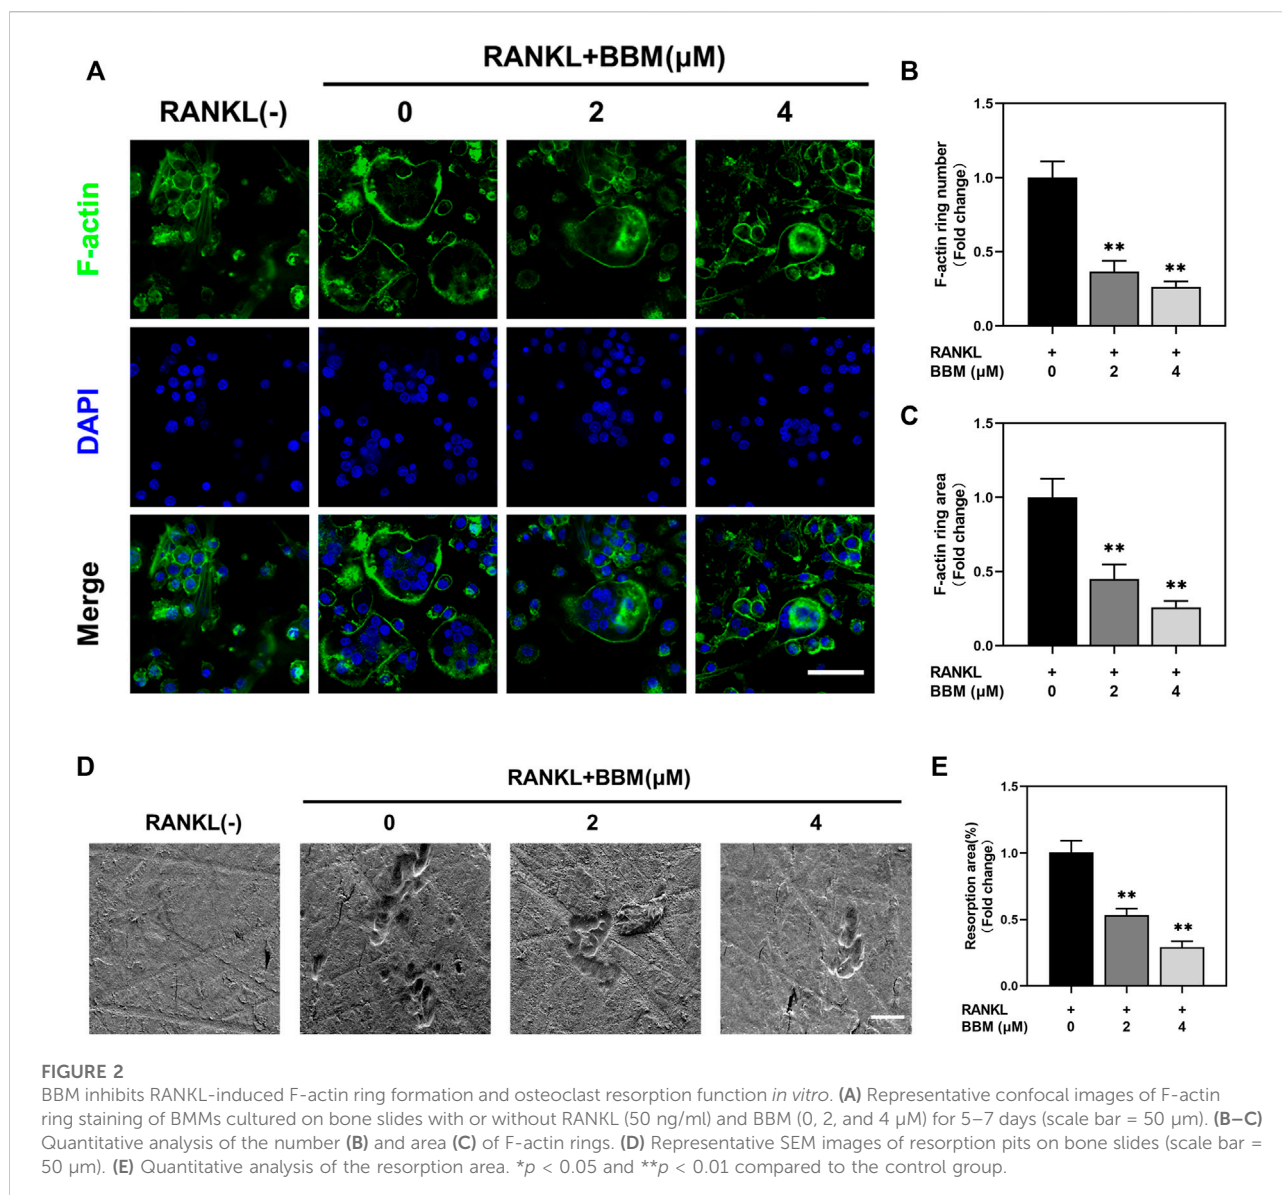 A
RANKL+BBM(µM)
RANKL(-)
0
2
4
F-actin
DAPI
Merge
B
F-actin ring number
(Fold change)
1.5
1.0
0.5
0.0
**
**
RANKL + + +
BBM (µM) 0 2 4
C
F-actin ring area
(Fold change)
1.5
1.0
0.5
0.0
**
**
RANKL + + +
BBM (µM) 0 2 4
D
RANKL+BBM(µM)
RANKL(-)
0
2
4
E
Resorption area(%)
(Fold change)
1.5
1.0
0.5
0.0
**
**
RANKL + + +
BBM (µM) 0 2 4
FIGURE 2
BBM inhibits RANKL-induced F-actin ring formation and osteoclast resorption function in vitro. (A) Representative confocal images of F-actin
ring staining of BMMs cultured on bone slides with or without RANKL (50 ng/ml) and BBM (0, 2, and 4 µM) for 5–7 days (scale bar = 50 µm). (B–C)
Quantitative analysis of the number (B) and area (C) of F-actin rings. (D) Representative SEM images of resorption pits on bone slides (scale bar =
50 µm). (E) Quantitative analysis of the resorption area. *p < 0.05 and **p < 0.01 compared to the control group.